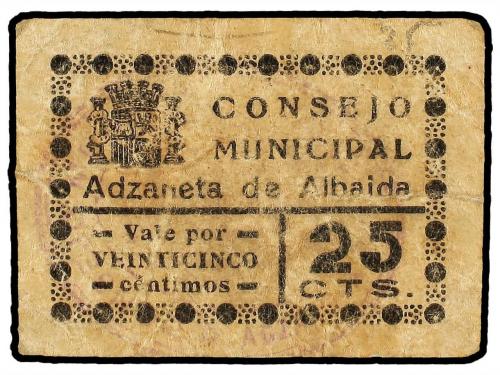 CONSEJO
MUNICIPAL
Adzaneta de Albaida
Vale por
VEINTICINCO
céntimos
25
CTS.